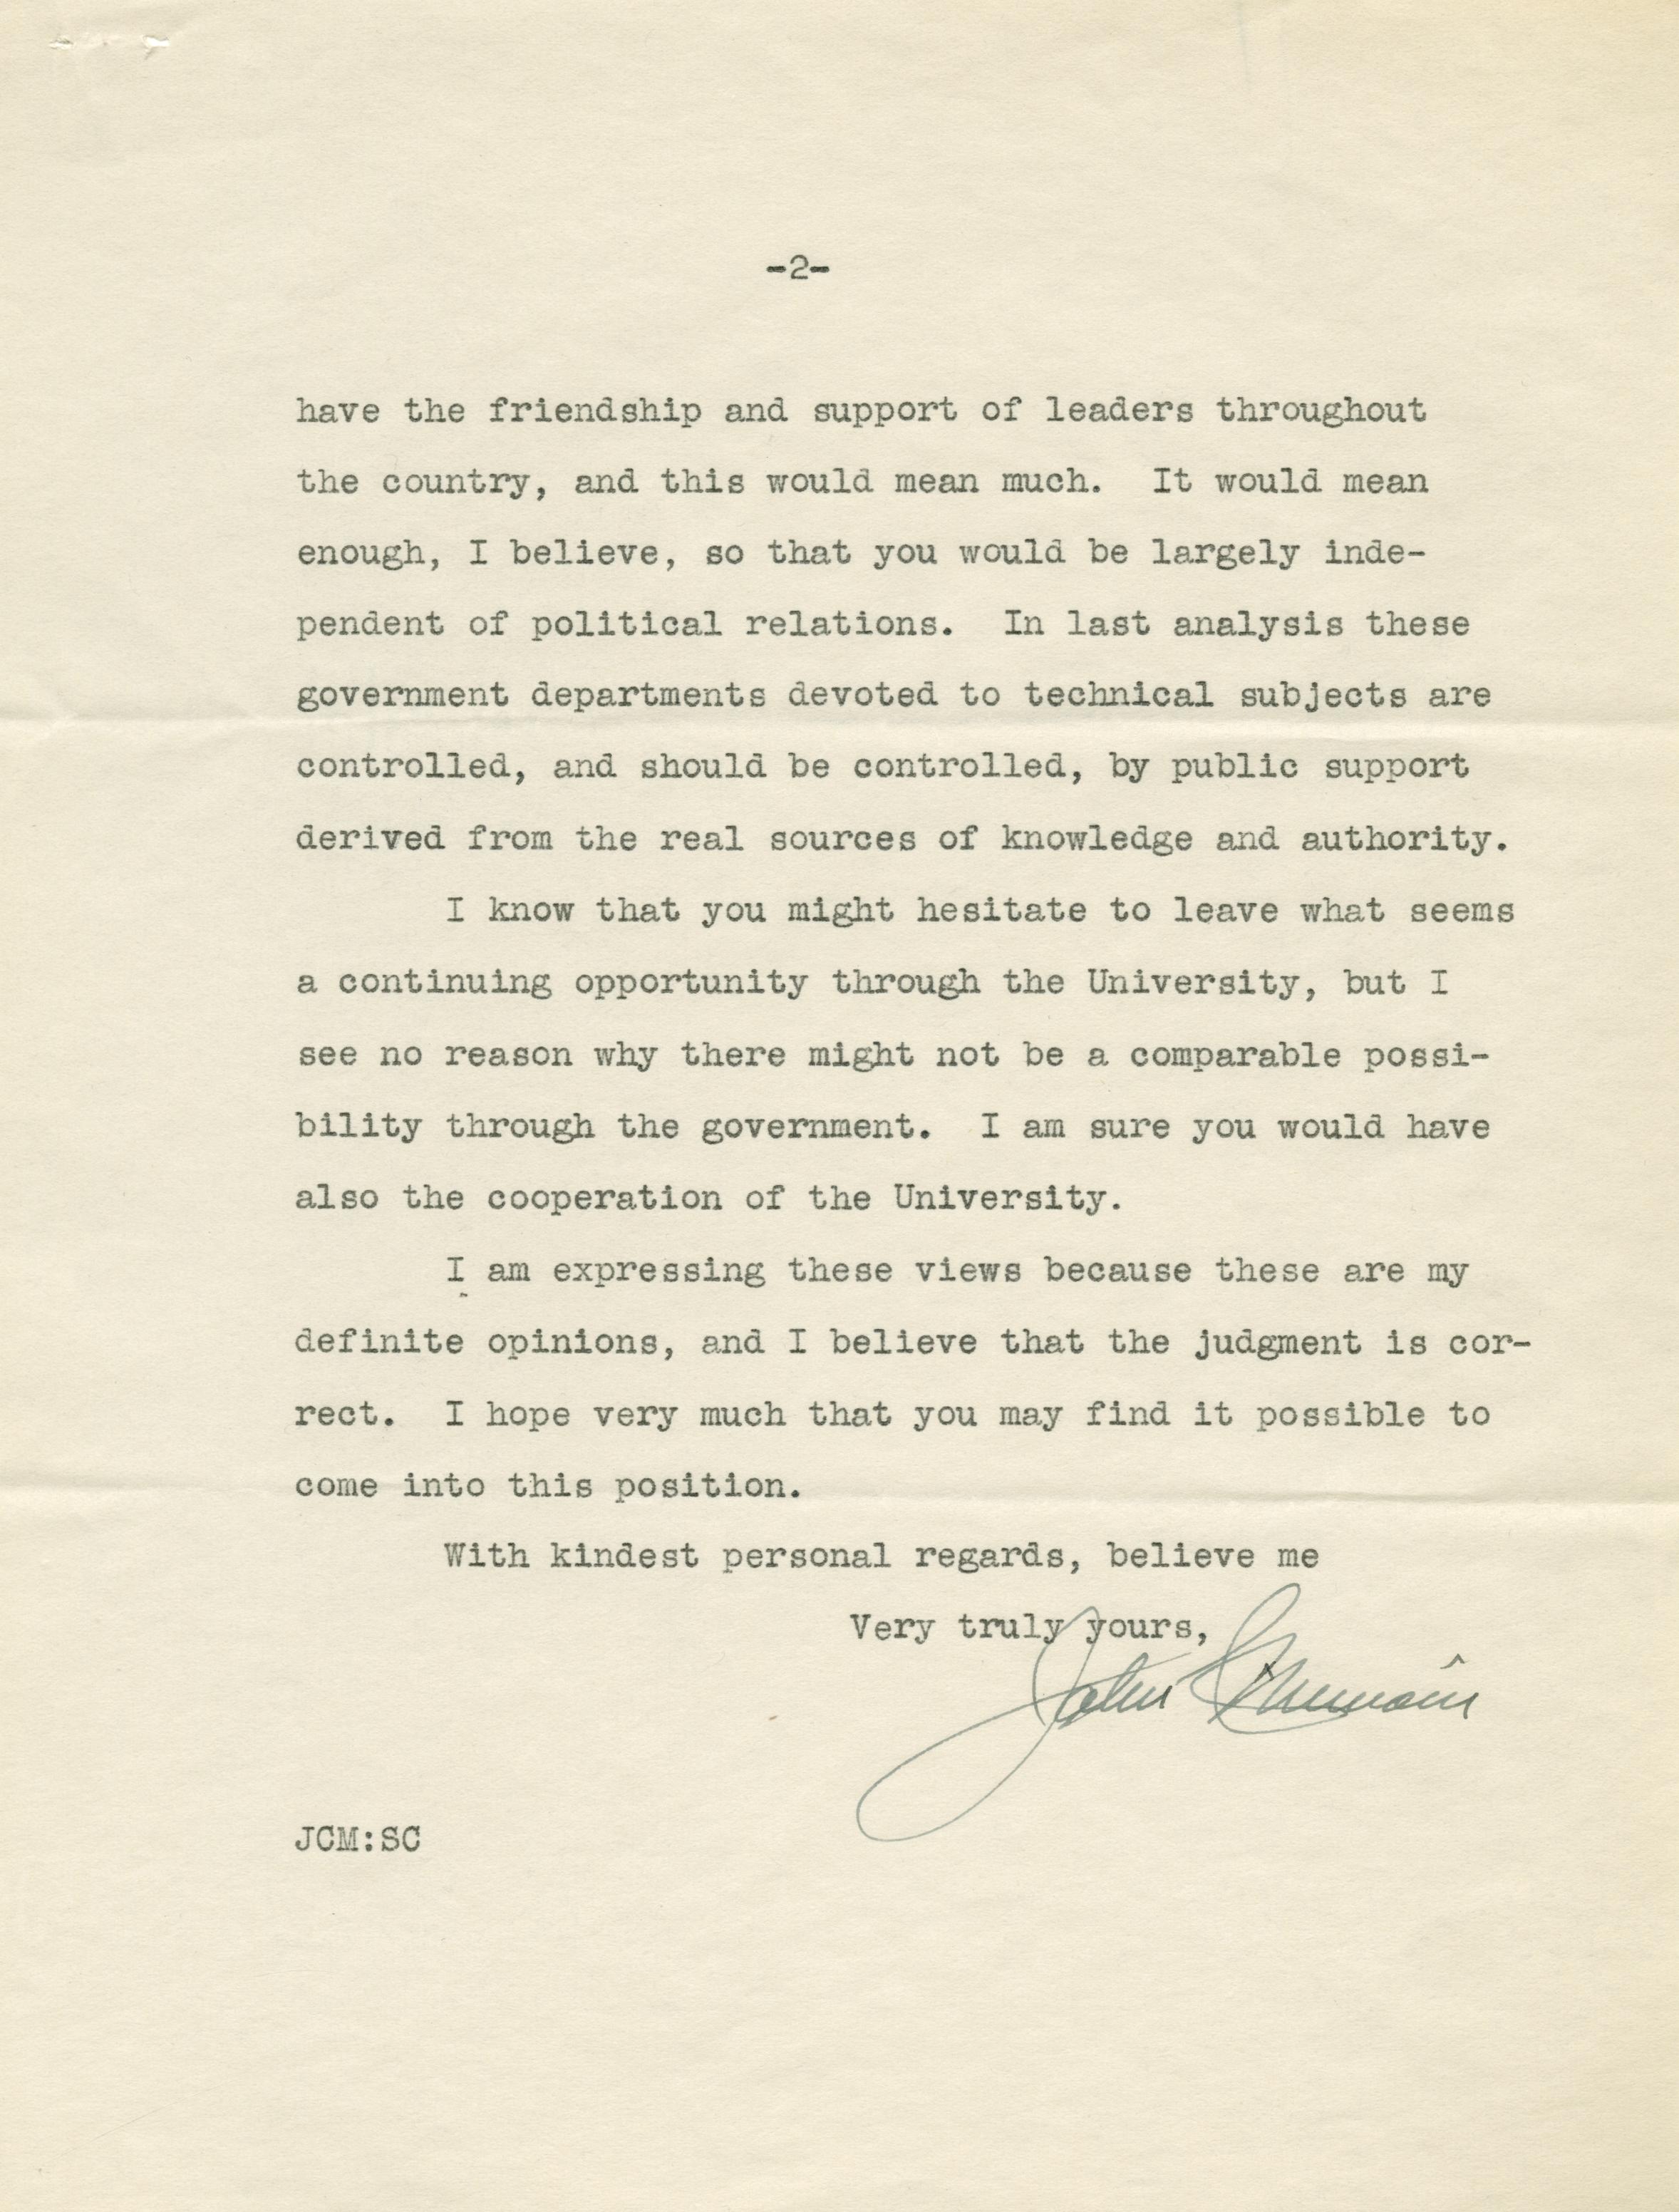 -2-
have the friendship and support of leaders throughout
the country, and this would mean much. It would mean
enough, I believe, so that you would be largely inde-
pendent of political relations. In last analysis these
government departments devoted to technical subjects are
controlled, and should be controlled, by public support
derived from the real sources of knowledge and authority.
I know that you might hesitate to leave what seems
a continuing opportunity through the University, but I
see no reason why there might not be a comparable possi-
bility through the government. I am sure you would have
also the cooperation of the University.
I am expressing these views because these are my
definite opinions, and I believe that the judgment is cor-
rect. I hope very much that you may find it possible to
come into this position.
With kindest personal regards, believe me
Very truly yours,
John C Merriam
JCM:SC